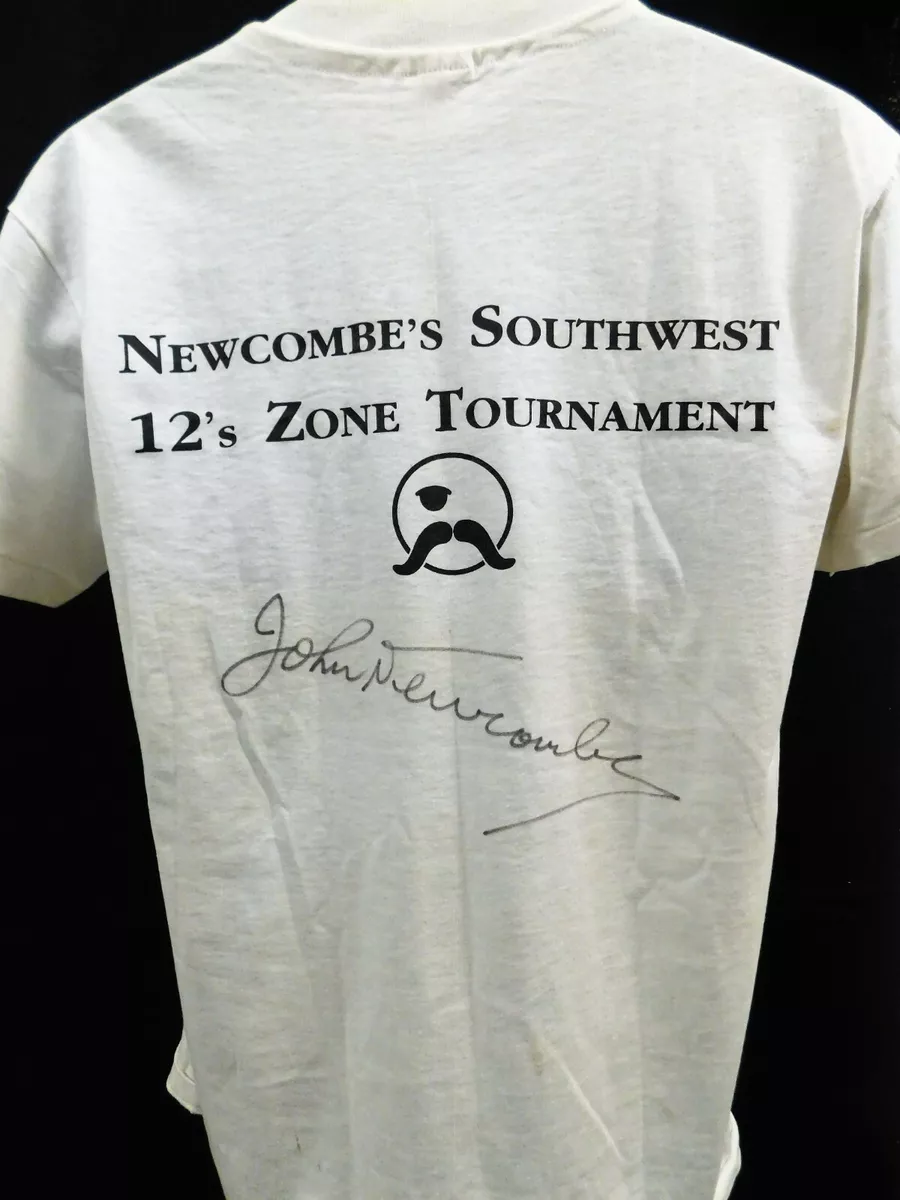 NEWCOMBE'S SOUTHWEST
12's ZONE TOURNAMENT
John Newcombe